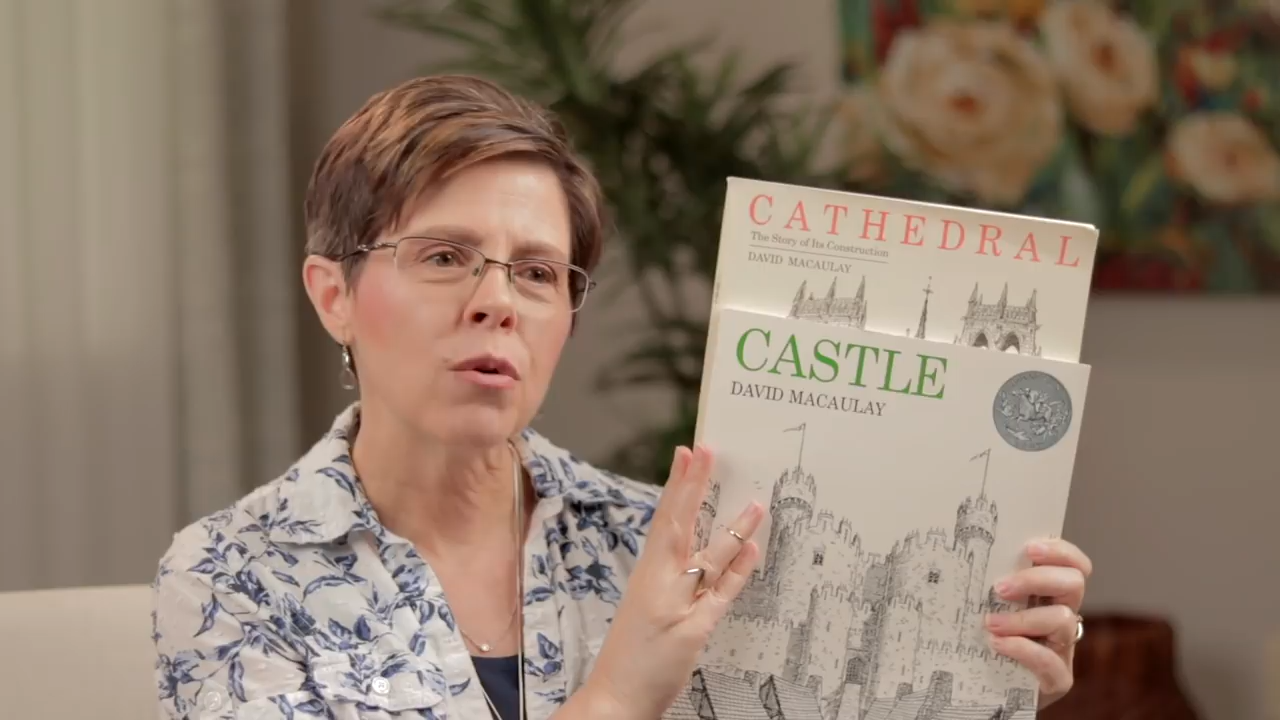 CATHEDRAL
The Story of Its Construction
DAVID MACAULAY
CASTLE
DAVID MACAULAY